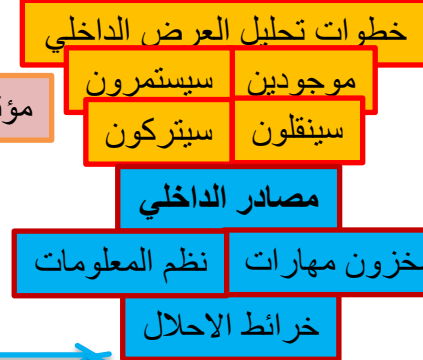 خطوات تحليل العرض الداخلي
موجودين سيستمرون
سينقلون سيتركون
مصادر الداخلي
مخزون مهارات نظم المعلومات
خرائط الاحلال